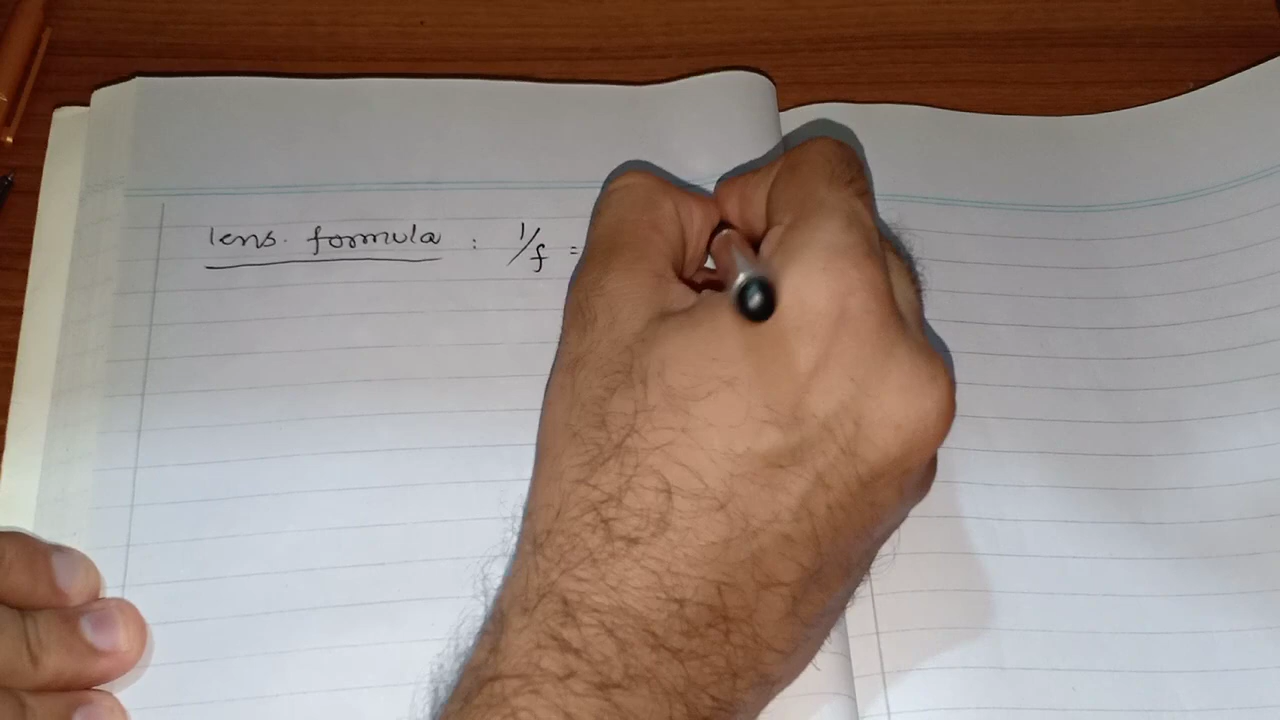 lens. formula : 1/f =